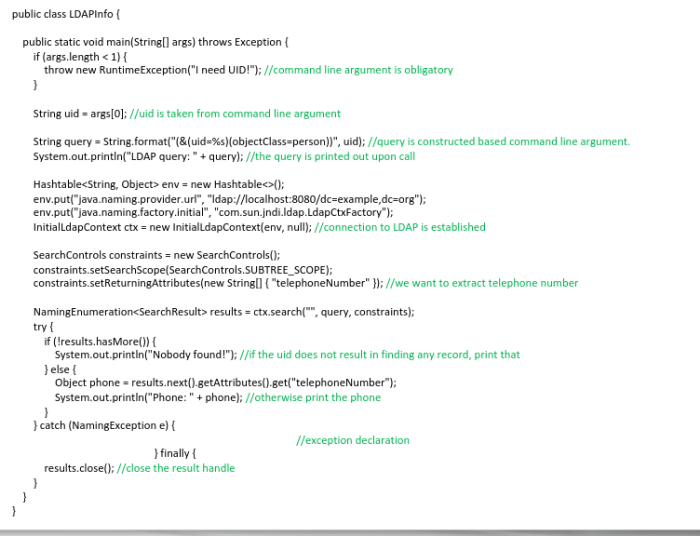 public class LDAPInfo {
public static void main(String[] args) throws Exception {
if (args.length < 1) {
throw new RuntimeException("I need UID!"); //command line argument is obligatory
}
String uid = args[0]; //uid is taken from command line argument
String query = String.format("(&(uid=%s)(objectClass=person))", uid); //query is constructed based command line argument.
System.out.println("LDAP query: " + query); //the query is printed out upon call
Hashtable<String, Object> env = new Hashtable<>();
env.put("java.naming.provider.url", "ldap://localhost:8080/dc=example,dc=org");
env.put("java.naming.factory.initial", "com.sun.jndi.ldap.LdapCtxFactory");
InitialLdapContext ctx = new InitialLdapContext(env, null); //connection to LDAP is established
SearchControls constraints = new SearchControls();
constraints.setSearchScope(SearchControls.SUBTREE_SCOPE);
constraints.setReturningAttributes(new String[] { "telephoneNumber" }); //we want to extract telephone number
NamingEnumeration<SearchResult> results = ctx.search("", query, constraints);
try {
if (!results.hasMore()) {
System.out.println("Nobody found!"); //if the uid does not result in finding any record, print that
} else {
Object phone = results.next().getAttributes().get("telephoneNumber");
System.out.println("Phone: " + phone); //otherwise print the phone
}
} catch (NamingException e) {
//exception declaration
} finally {
results.close(); //close the result handle
}
}
}